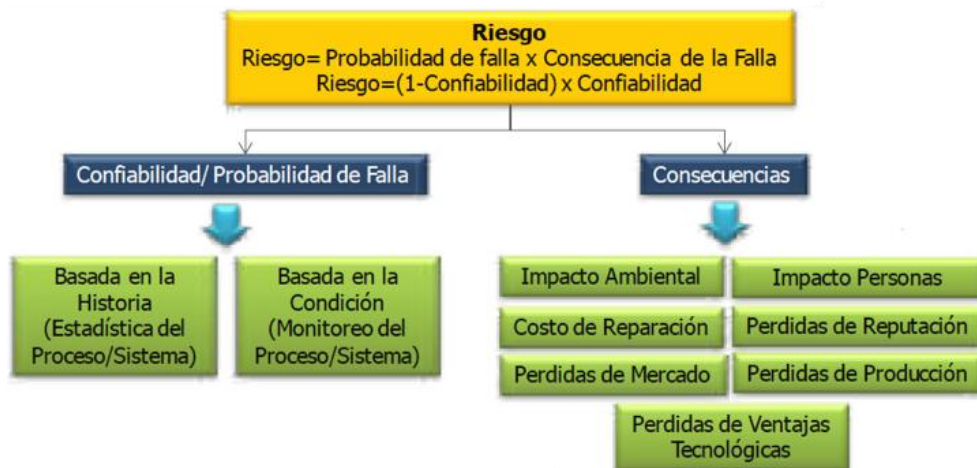 Riesgo
Riesgo= Probabilidad de falla x Consecuencia de la Falla
Riesgo=(1-Confiabilidad) x Confiabilidad
Confiabilidad/ Probabilidad de Falla
Consecuencias
Basada en la
Historia
(Estadística del
Proceso/Sistema)
Basada en la
Condición
(Monitoreo del
Proceso/Sistema)
Impacto Ambiental
Impacto Personas
Costo de Reparación
Perdidas de Reputación
Perdidas de Mercado
Perdidas de Producción
Perdidas de Ventajas
Tecnológicas